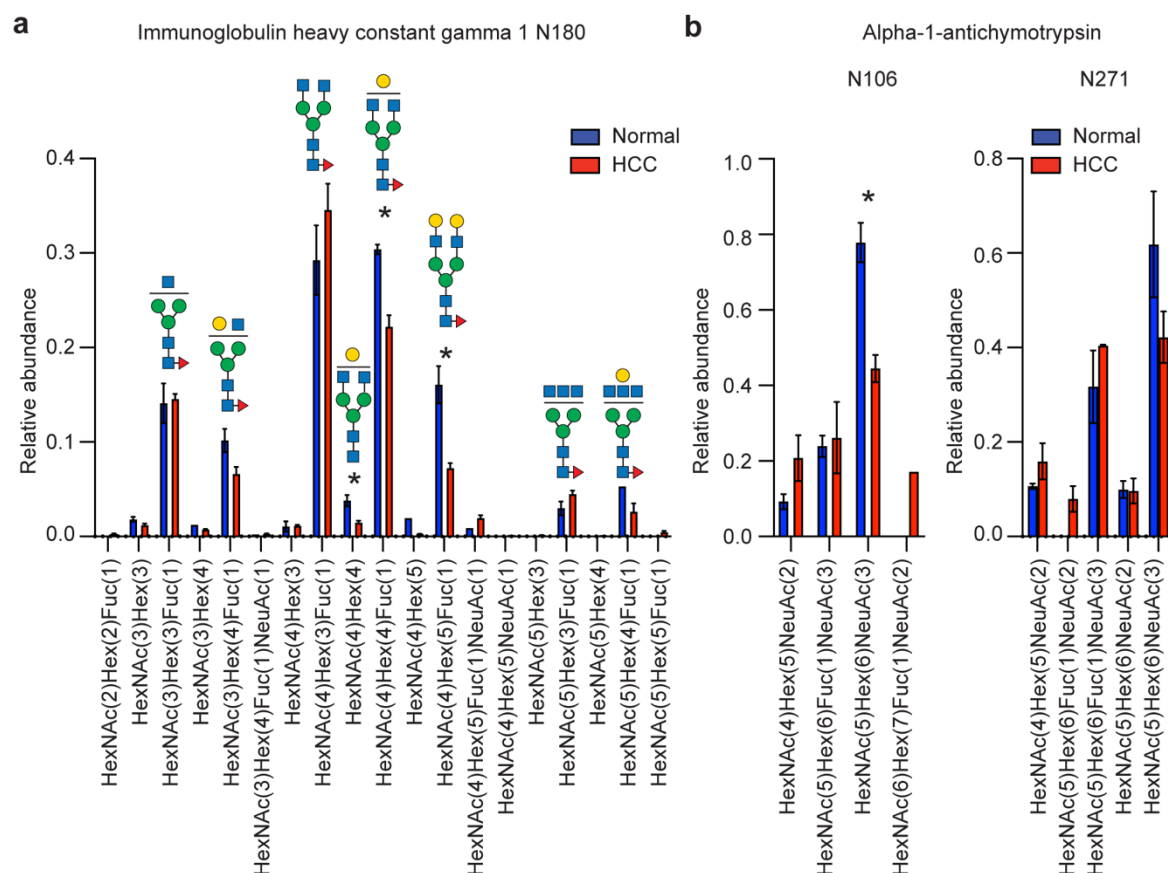 a
Immunoglobulin heavy constant gamma 1 N180
Normal
HCC
Relative abundance
0.4
0.3
0.2
0.1
0.0
*
*
*
HexNAc(2)Hex(2)Fuc(1)
HexNAc(3)Hex(3)
HexNAc(3)Hex(3)Fuc(1)
HexNAc(3)Hex(4)
HexNAc(3)Hex(4)Fuc(1)
HexNAc(3)Hex(4)Fuc(1)NeuAc(1)
HexNAc(4)Hex(3)
HexNAc(4)Hex(3)Fuc(1)
HexNAc(4)Hex(4)
HexNAc(4)Hex(4)Fuc(1)
HexNAc(4)Hex(5)
HexNAc(4)Hex(5)Fuc(1)
HexNAc(4)Hex(5)Fuc(1)NeuAc(1)
HexNAc(4)Hex(5)NeuAc(1)
HexNAc(5)Hex(3)
HexNAc(5)Hex(3)Fuc(1)
HexNAc(5)Hex(4)
HexNAc(5)Hex(4)Fuc(1)
HexNAc(5)Hex(5)Fuc(1)
b
Alpha-1-antichymotrypsin
N106
Relative abundance
1.0
0.8
0.6
0.4
0.2
0.0
*
HexNAc(4)Hex(5)NeuAc(2)
HexNAc(5)Hex(6)Fuc(1)NeuAc(3)
HexNAc(5)Hex(6)NeuAc(3)
HexNAc(6)Hex(7)Fuc(1)NeuAc(2)
N271
Normal
HCC
Relative abundance
0.8
0.6
0.4
0.2
0.0
HexNAc(4)Hex(5)NeuAc(2)
HexNAc(5)Hex(6)Fuc(1)NeuAc(2)
HexNAc(5)Hex(6)Fuc(1)NeuAc(3)
HexNAc(5)Hex(6)NeuAc(2)
HexNAc(5)Hex(6)NeuAc(3)